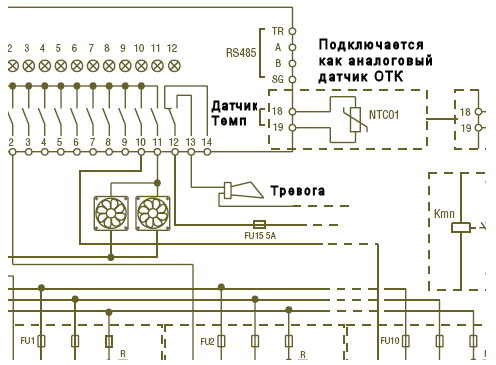 TR
A
B
SG
RS485
Подключается
как аналоговый
датчик ОТК
2 3 4 5 6 7 8 9 10 11 12
Датчик
Темп
18
19
NTC01
18
19
2 3 4 5 6 7 8 9 10 11 12 13 14
Тревога
FU15 5A
Kmn
FU1
R
FU2
R
FU10